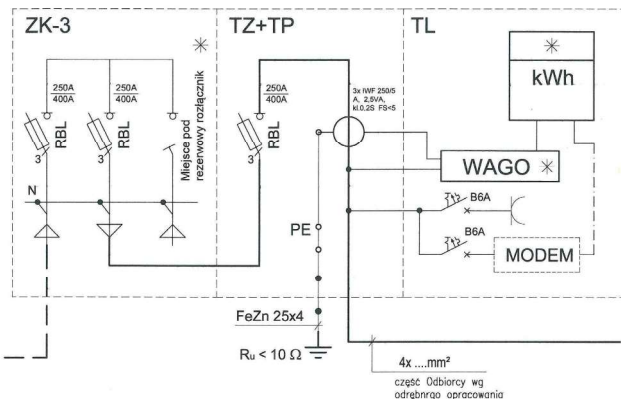 ZK-3
TZ+TP
TL
250A
400A
RBL
3
250A
400A
RBL
3
Miejsce pod
rezerwowy rozłącznik
N
250A
400A
RBL
3
3x IWF 250/5
A, 2,5VA,
kl.0,2S FS<5
kWh
WAGO
B6A
B6A
MODEM
PE
FeZn 25x4
Ru < 10 Ω
4x ....mm²
część Odbiorcy wg
odrębnrgo opracowania